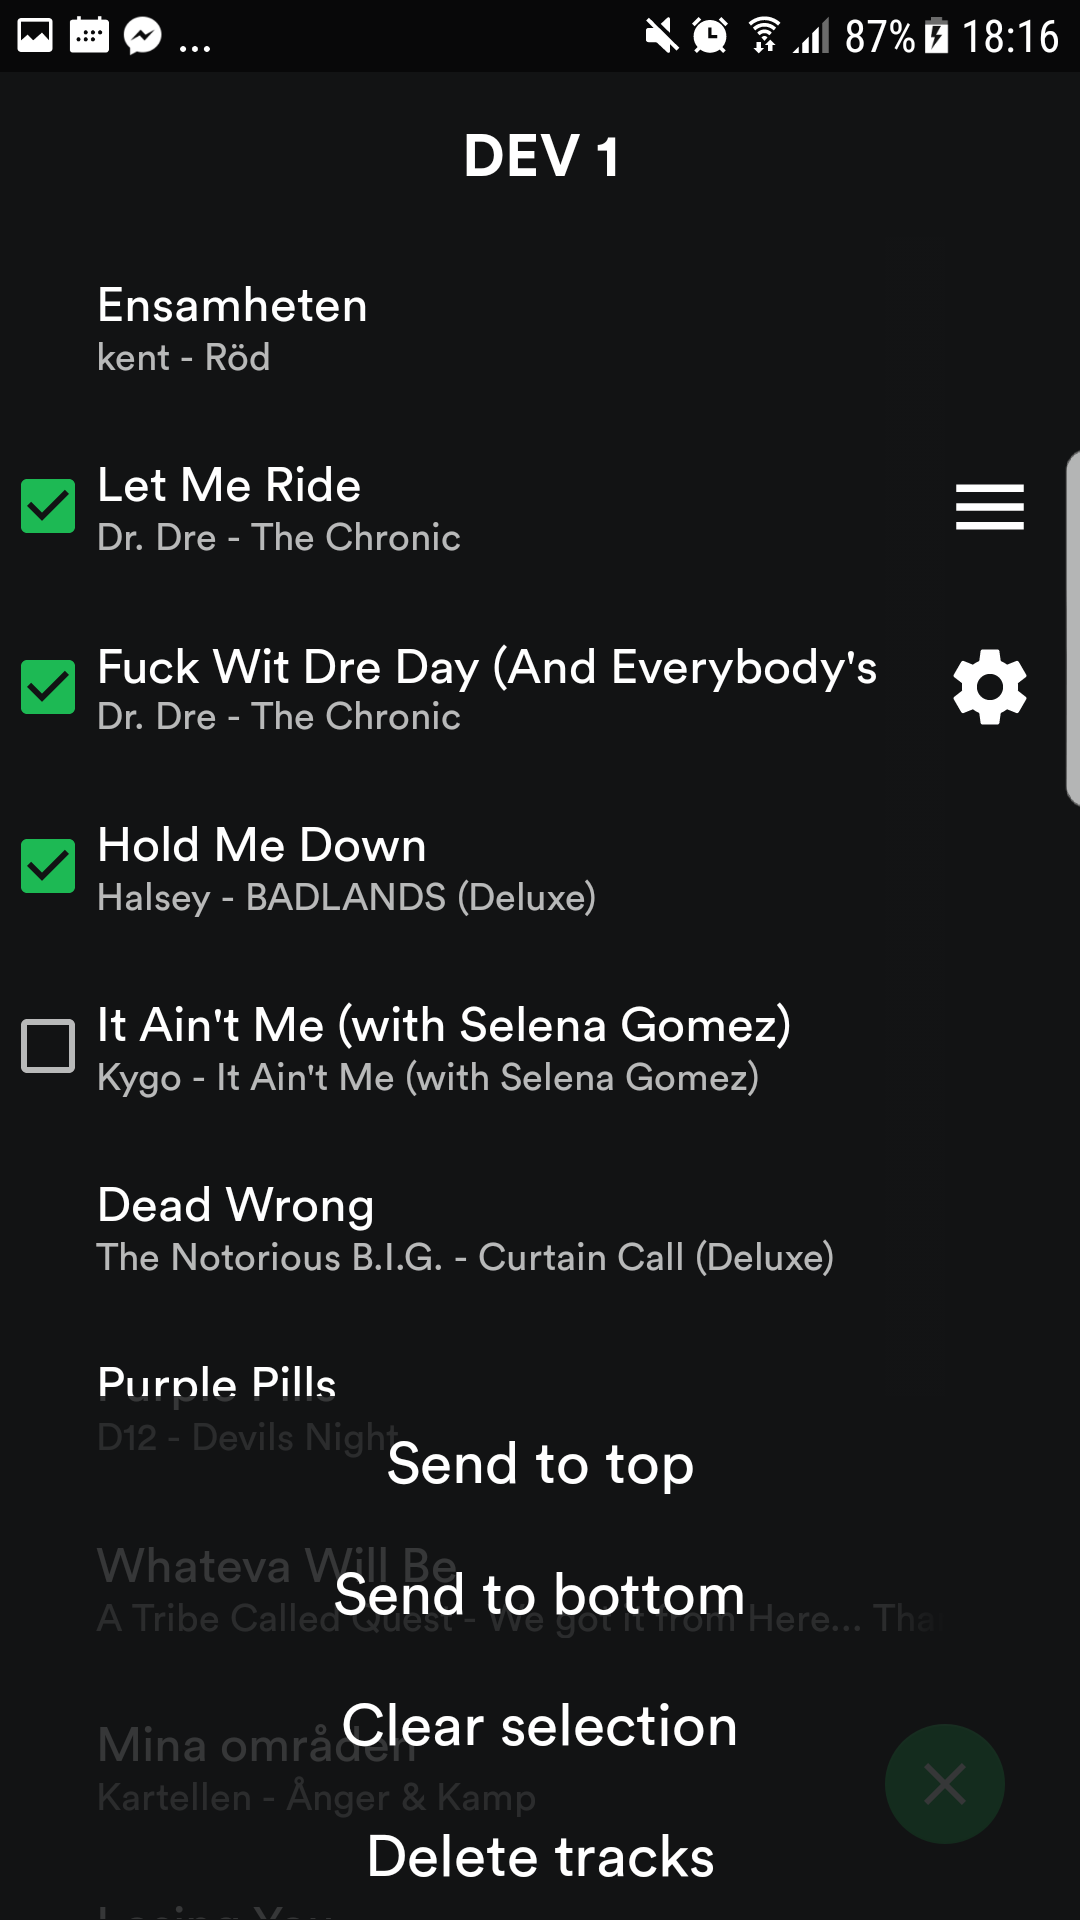 ... 87% 18:16
DEV 1
Ensamheten
kent - Röd
Let Me Ride
Dr. Dre - The Chronic
Fuck Wit Dre Day (And Everybody's
Dr. Dre - The Chronic
Hold Me Down
Halsey - BADLANDS (Deluxe)
It Ain't Me (with Selena Gomez)
Kygo - It Ain't Me (with Selena Gomez)
Dead Wrong
The Notorious B.I.G. - Curtain Call (Deluxe)
Purple Pills
D12 - Devils Night
Send to top
Whateva Will Be
Send to bottom
A Tribe Called Quest - We got it from Here... Tha
Clear selection
Mina områden
Kartellen - Ånger & Kamp
Delete tracks